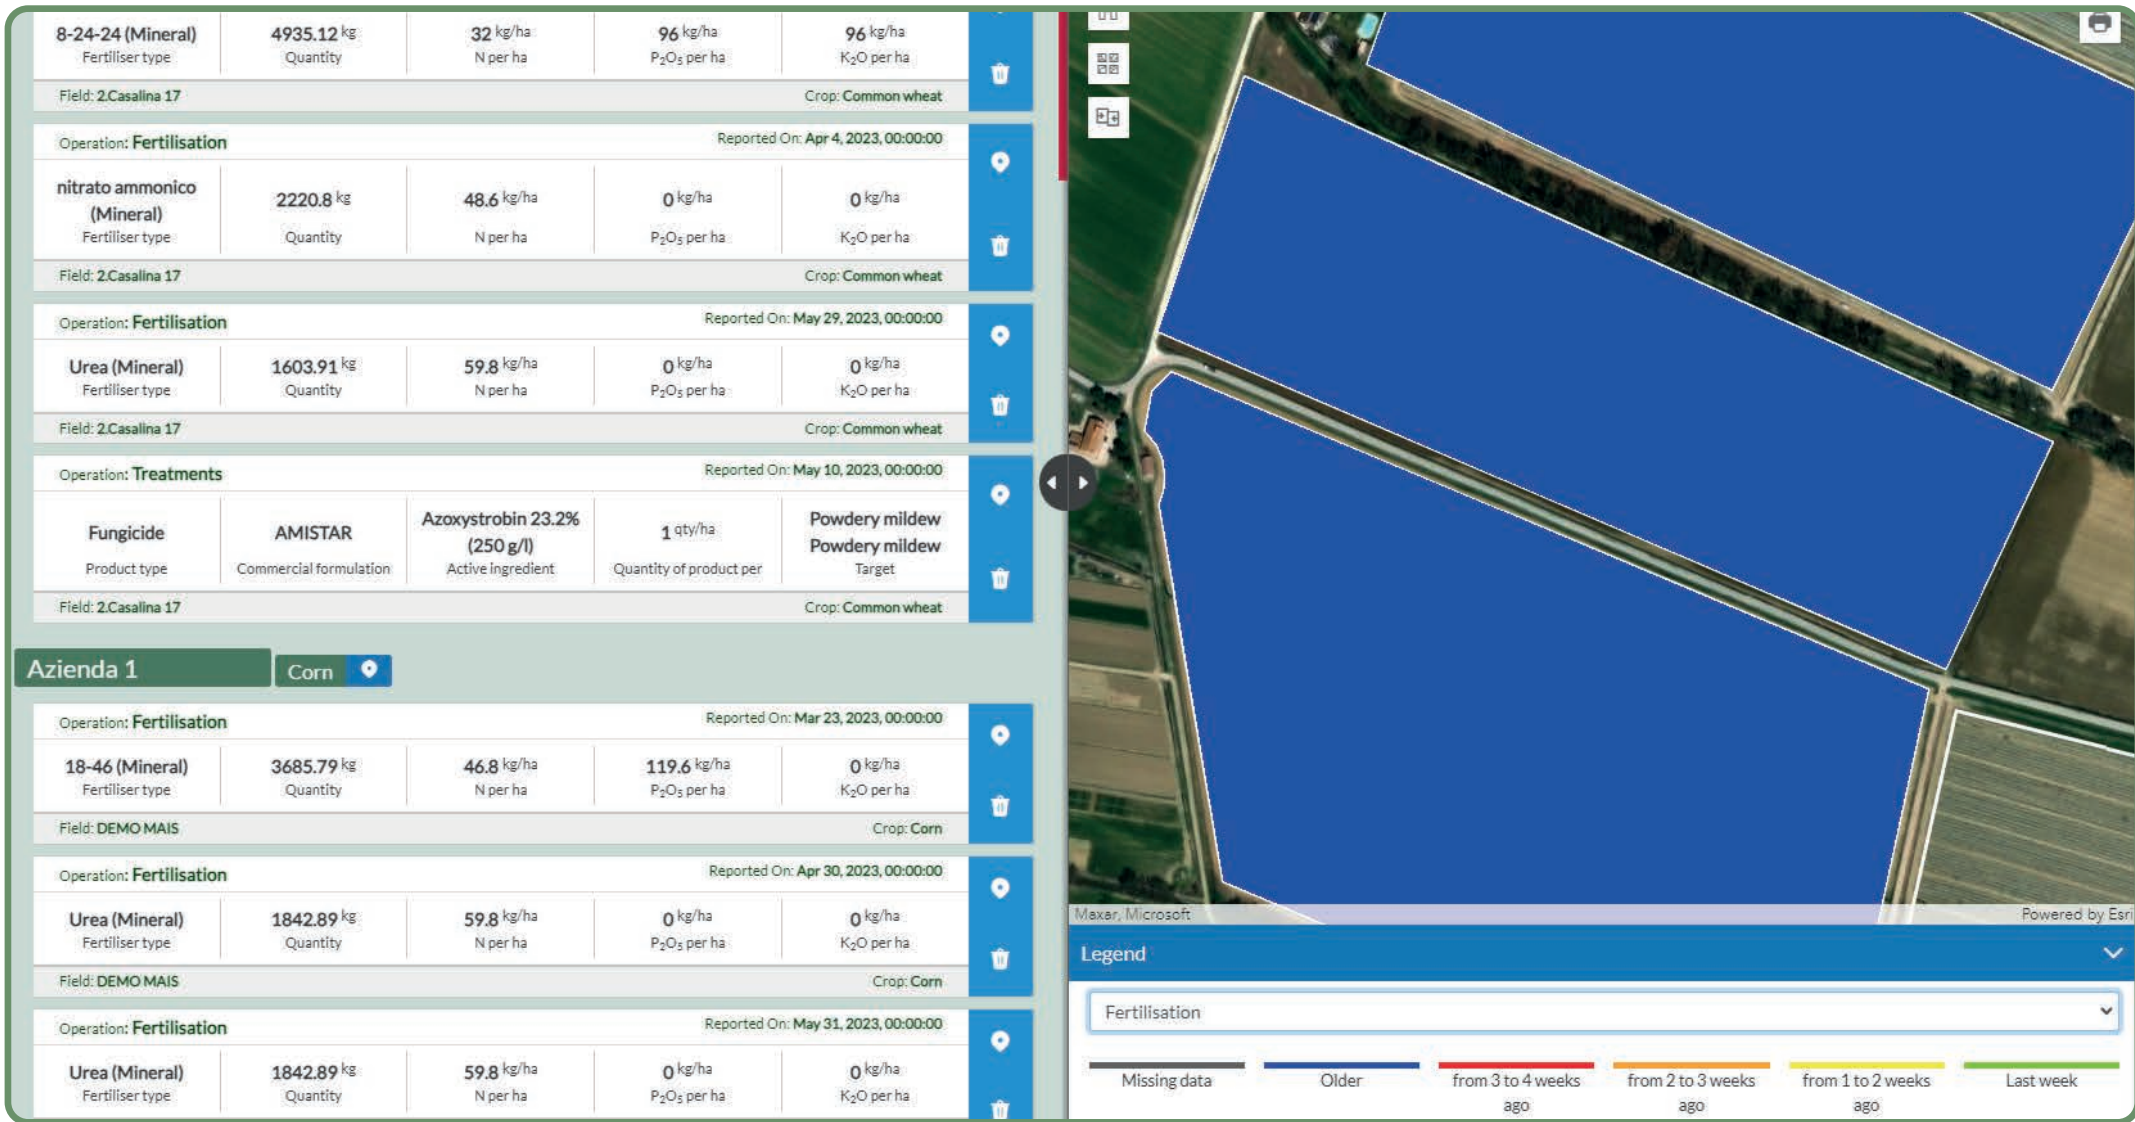 8-24-24 (Mineral) 4935.12 kg 32 kg/ha 96 kg/ha 96 kg/ha
Fertiliser type Quantity N per ha P₂O₅ per ha K₂O per ha
Field: 2.Casalina 17 Crop: Common wheat
Operation: Fertilisation Reported On: Apr 4, 2023, 00:00:00
nitrato ammonico
(Mineral) 2220.8 kg 48.6 kg/ha 0 kg/ha 0 kg/ha
Fertiliser type Quantity N per ha P₂O₅ per ha K₂O per ha
Field: 2.Casalina 17 Crop: Common wheat
Operation: Fertilisation Reported On: May 29, 2023, 00:00:00
Urea (Mineral) 1603.91 kg 59.8 kg/ha 0 kg/ha 0 kg/ha
Fertiliser type Quantity N per ha P₂O₅ per ha K₂O per ha
Field: 2.Casalina 17 Crop: Common wheat
Operation: Treatments Reported On: May 10, 2023, 00:00:00
Fungicide AMISTAR Azoxystrobin 23.2% (250 g/l) 1 qty/ha Powdery mildew Powdery mildew
Product type Commercial formulation Active ingredient Quantity of product per Target
Field: 2.Casalina 17 Crop: Common wheat
Azienda 1 Corn
Operation: Fertilisation Reported On: Mar 23, 2023, 00:00:00
18-46 (Mineral) 3685.79 kg 46.8 kg/ha 119.6 kg/ha 0 kg/ha
Fertiliser type Quantity N per ha P₂O₅ per ha K₂O per ha
Field: DEMO MAIS Crop: Corn
Operation: Fertilisation Reported On: Apr 30, 2023, 00:00:00
Urea (Mineral) 1842.89 kg 59.8 kg/ha 0 kg/ha 0 kg/ha
Fertiliser type Quantity N per ha P₂O₅ per ha K₂O per ha
Field: DEMO MAIS Crop: Corn
Operation: Fertilisation Reported On: May 31, 2023, 00:00:00
Urea (Mineral) 1842.89 kg 59.8 kg/ha 0 kg/ha 0 kg/ha
Fertiliser type Quantity N per ha P₂O₅ per ha K₂O per ha
Maxar, Microsoft Powered by Esri
Legend
Fertilisation
Missing data Older from 3 to 4 weeks ago from 2 to 3 weeks ago from 1 to 2 weeks ago Last week